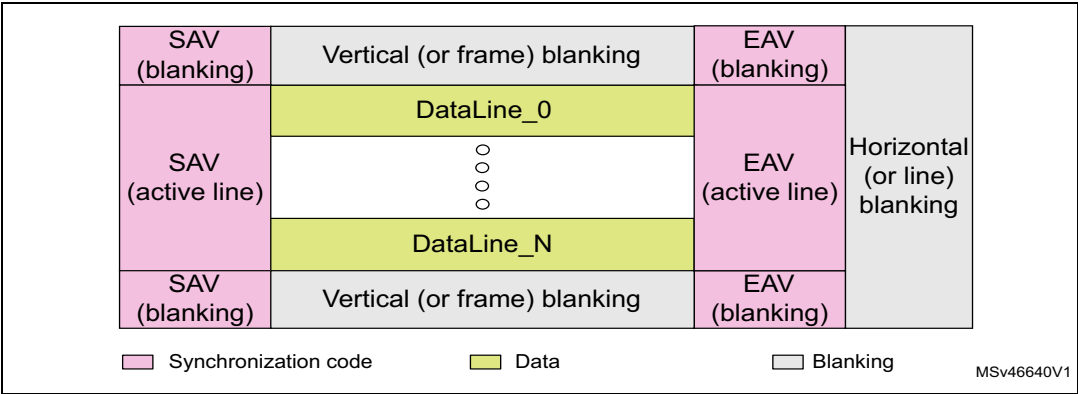 SAV
(blanking)
Vertical (or frame) blanking
EAV
(blanking)
DataLine_0
SAV
(active line)
EAV
(active line)
Horizontal
(or line)
blanking
DataLine_N
SAV
(blanking)
Vertical (or frame) blanking
EAV
(blanking)
Synchronization code
Data
Blanking
MSv46640V1